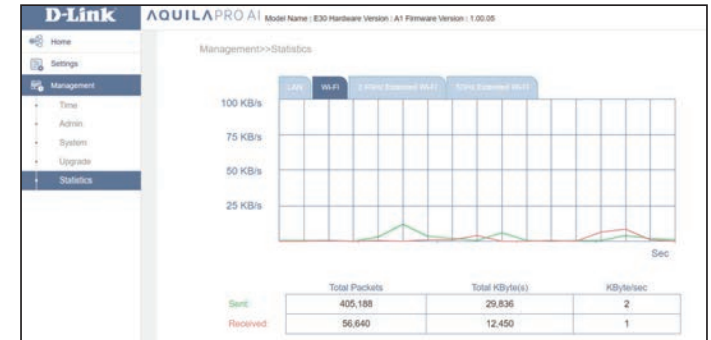 D-Link
AQUILA PRO AI Model Name : E30 Hardware Version : A1 Firmware Version : 1.00.05
Home
Settings
Management
Time
Admin
System
Upgrade
Statistics
Management>>Statistics
LAN Wi-Fi 2.4GHz Extended Wi-Fi 5GHz Extended Wi-Fi
100 KB/s
75 KB/s
50 KB/s
25 KB/s
Sec
Total Packets Total KByte(s) KByte/sec
Sent: 405,188 29,836 2
Received: 56,640 12,450 1